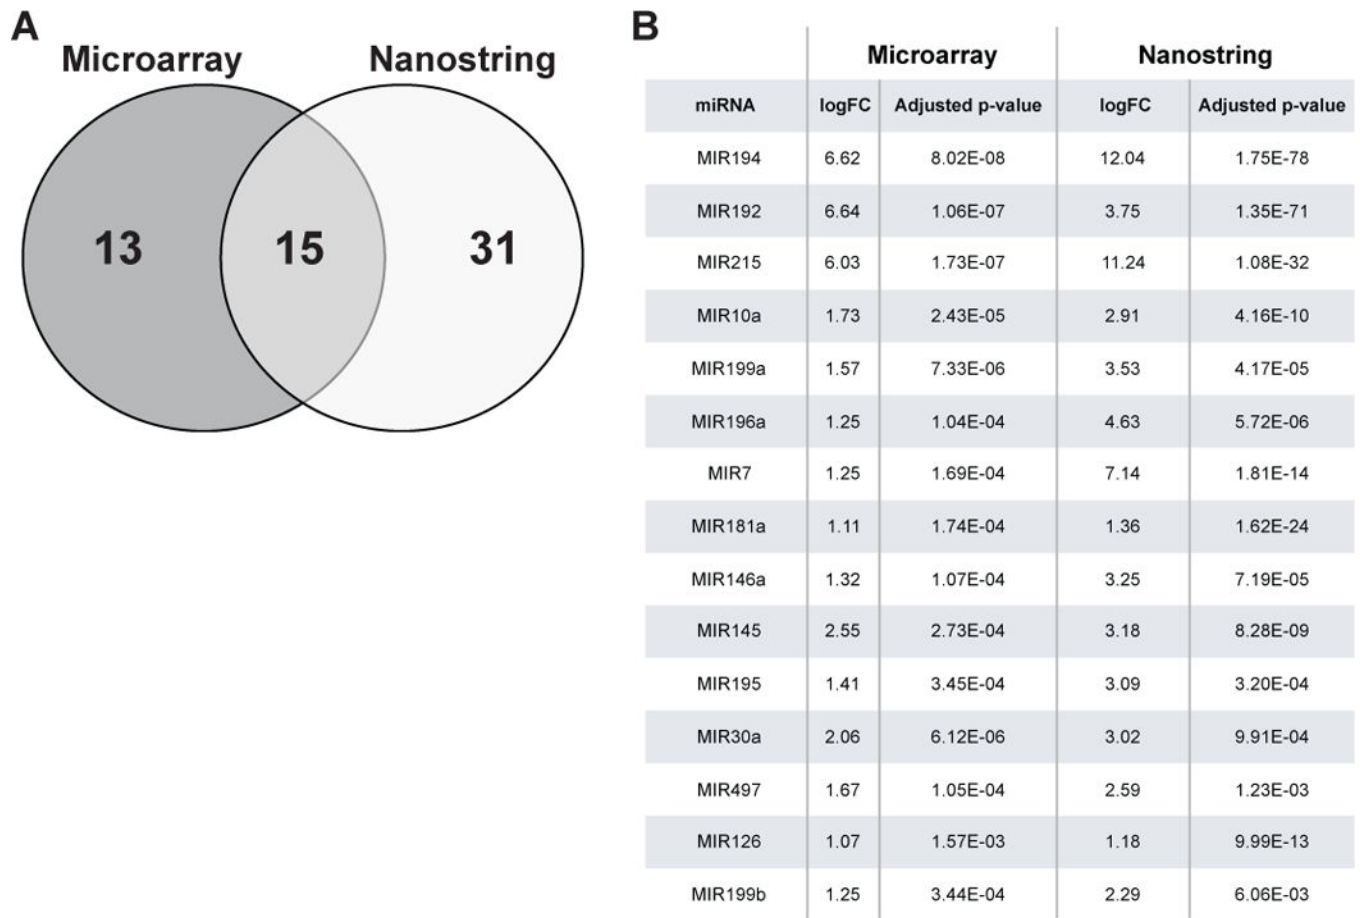 A
Microarray Nanostring
13 15 31
B
Microarray Nanostring
miRNA logFC Adjusted p-value logFC Adjusted p-value
MIR194 6.62 8.02E-08 12.04 1.75E-78
MIR192 6.64 1.06E-07 3.75 1.35E-71
MIR215 6.03 1.73E-07 11.24 1.08E-32
MIR10a 1.73 2.43E-05 2.91 4.16E-10
MIR199a 1.57 7.33E-06 3.53 4.17E-05
MIR196a 1.25 1.04E-04 4.63 5.72E-06
MIR7 1.25 1.69E-04 7.14 1.81E-14
MIR181a 1.11 1.74E-04 1.36 1.62E-24
MIR146a 1.32 1.07E-04 3.25 7.19E-05
MIR145 2.55 2.73E-04 3.18 8.28E-09
MIR195 1.41 3.45E-04 3.09 3.20E-04
MIR30a 2.06 6.12E-06 3.02 9.91E-04
MIR497 1.67 1.05E-04 2.59 1.23E-03
MIR126 1.07 1.57E-03 1.18 9.99E-13
MIR199b 1.25 3.44E-04 2.29 6.06E-03